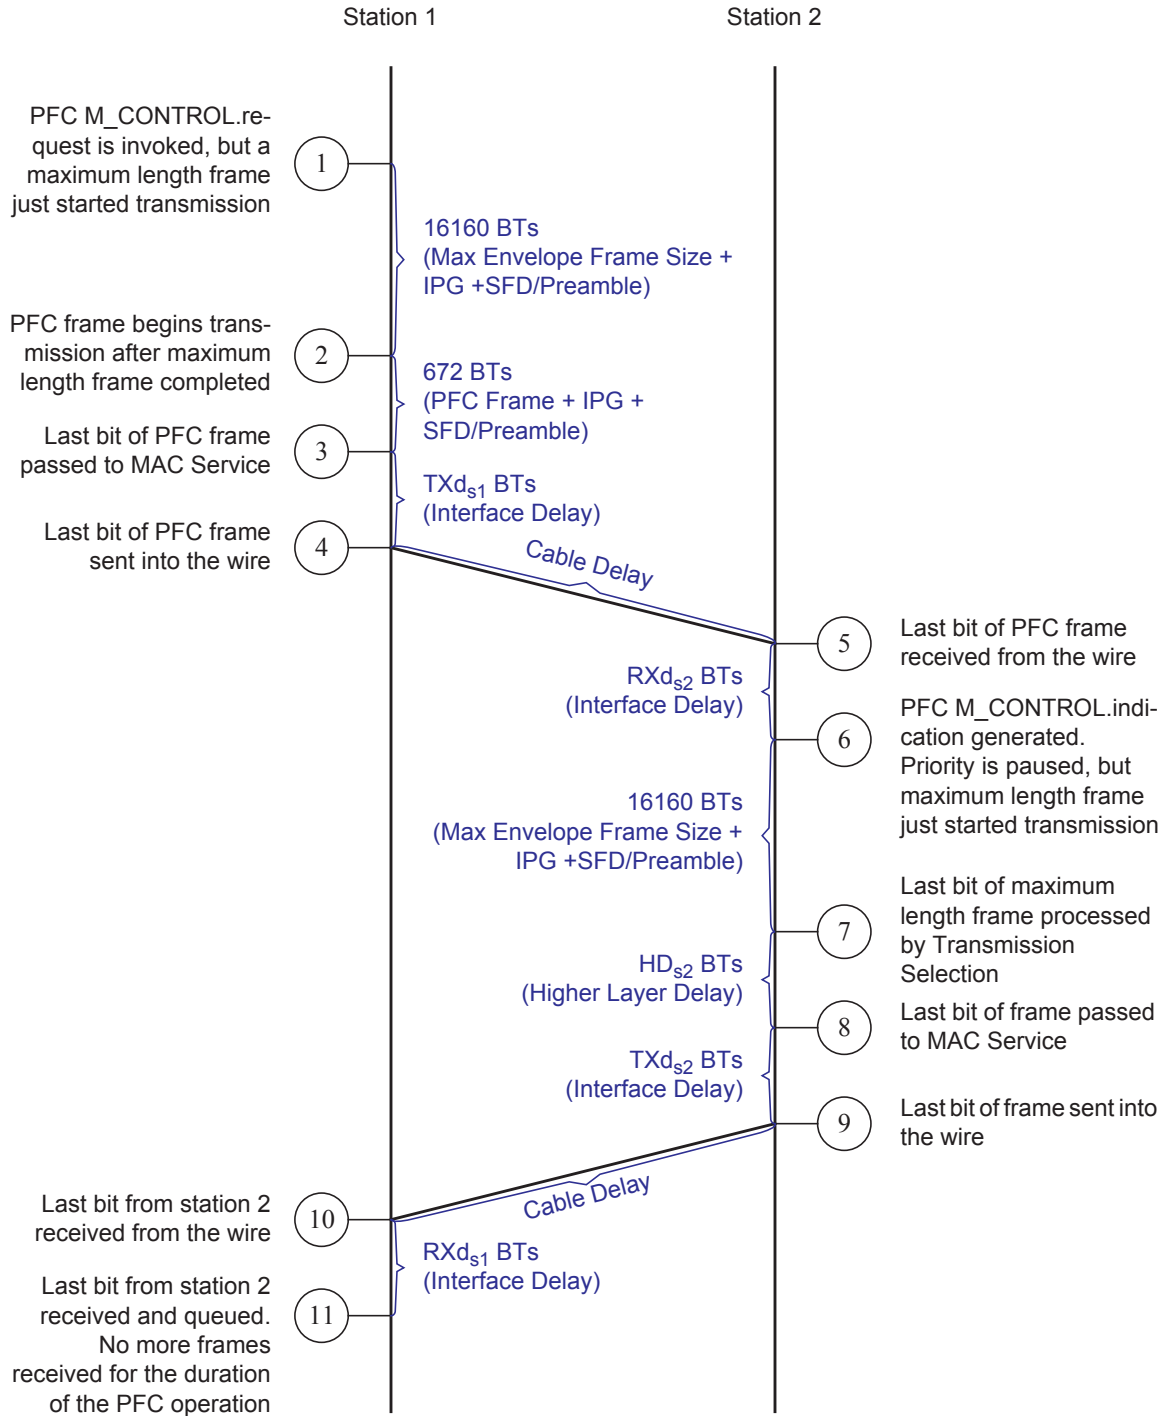 Station 1
Station 2
PFC M_CONTROL.re-
quest is invoked, but a
maximum length frame
just started transmission
1
16160 BTs
(Max Envelope Frame Size +
IPG +SFD/Preamble)
PFC frame begins trans-
mission after maximum
length frame completed
2
672 BTs
(PFC Frame + IPG +
SFD/Preamble)
Last bit of PFC frame
passed to MAC Service
3
TXds1 BTs
(Interface Delay)
Last bit of PFC frame
sent into the wire
4
Cable Delay
5
Last bit of PFC frame
received from the wire
RXds2 BTs
(Interface Delay)
6
PFC M_CONTROL.indi-
cation generated.
Priority is paused, but
maximum length frame
just started transmission
16160 BTs
(Max Envelope Frame Size +
IPG +SFD/Preamble)
7
Last bit of maximum
length frame processed
by Transmission
Selection
HDs2 BTs
(Higher Layer Delay)
8
Last bit of frame passed
to MAC Service
TXds2 BTs
(Interface Delay)
9
Last bit of frame sent into
the wire
Cable Delay
Last bit from station 2
received from the wire
10
RXds1 BTs
(Interface Delay)
Last bit from station 2
received and queued.
No more frames
received for the duration
of the PFC operation
11